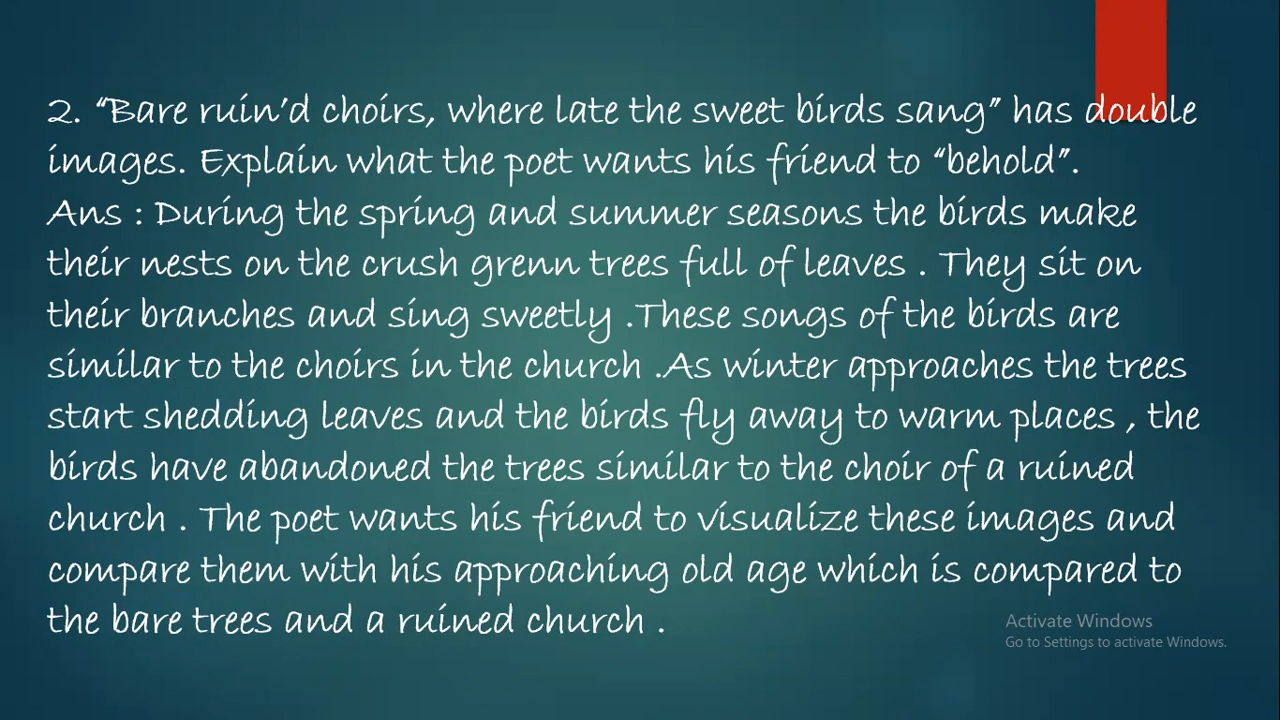 2. “Bare ruin’d choirs, where late the sweet birds sang” has double
images. Explain what the poet wants his friend to “behold”.
Ans : During the spring and summer seasons the birds make
their nests on the crush grenn trees full of leaves . They sit on
their branches and sing sweetly .These songs of the birds are
similar to the choirs in the church .As winter approaches the trees
start shedding leaves and the birds fly away to warm places , the
birds have abandoned the trees similar to the choir of a ruined
church . The poet wants his friend to visualize these images and
compare them with his approaching old age which is compared to
the bare trees and a ruined church .
Activate Windows
Go to Settings to activate Windows.